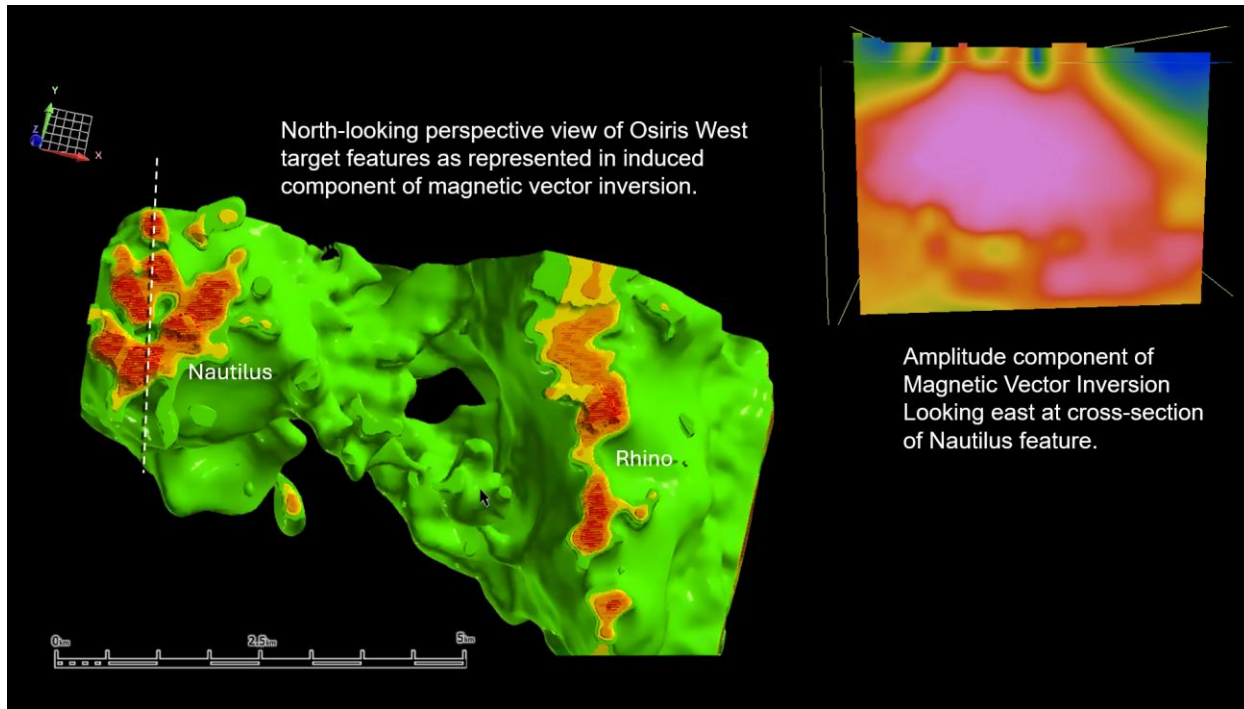 Y
Z
X
North-looking perspective view of Osiris West
target features as represented in induced
component of magnetic vector inversion.
Nautilus
Rhino
0km
2.5km
5km
Amplitude component of
Magnetic Vector Inversion
Looking east at cross-section
of Nautilus feature.